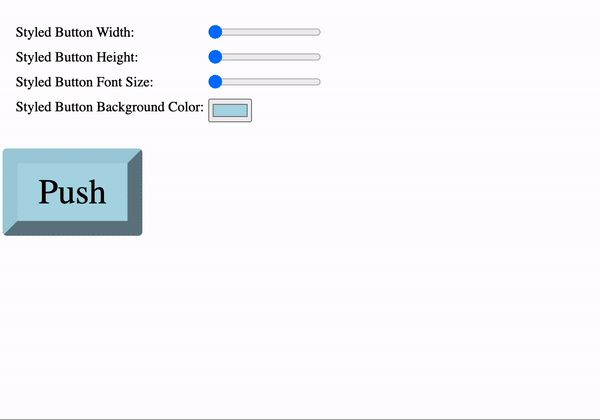 Styled Button Width:
Styled Button Height:
Styled Button Font Size:
Styled Button Background Color:
Push